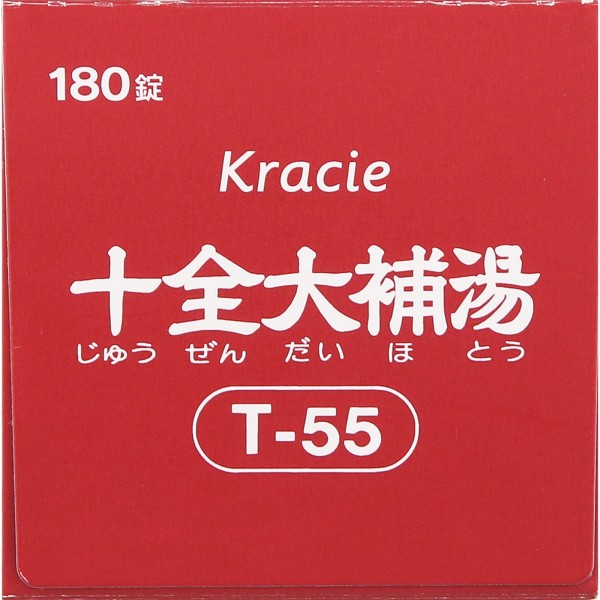 180錠
Kracie
十全大補湯
じゅう ぜん だい ほ とう
T-55